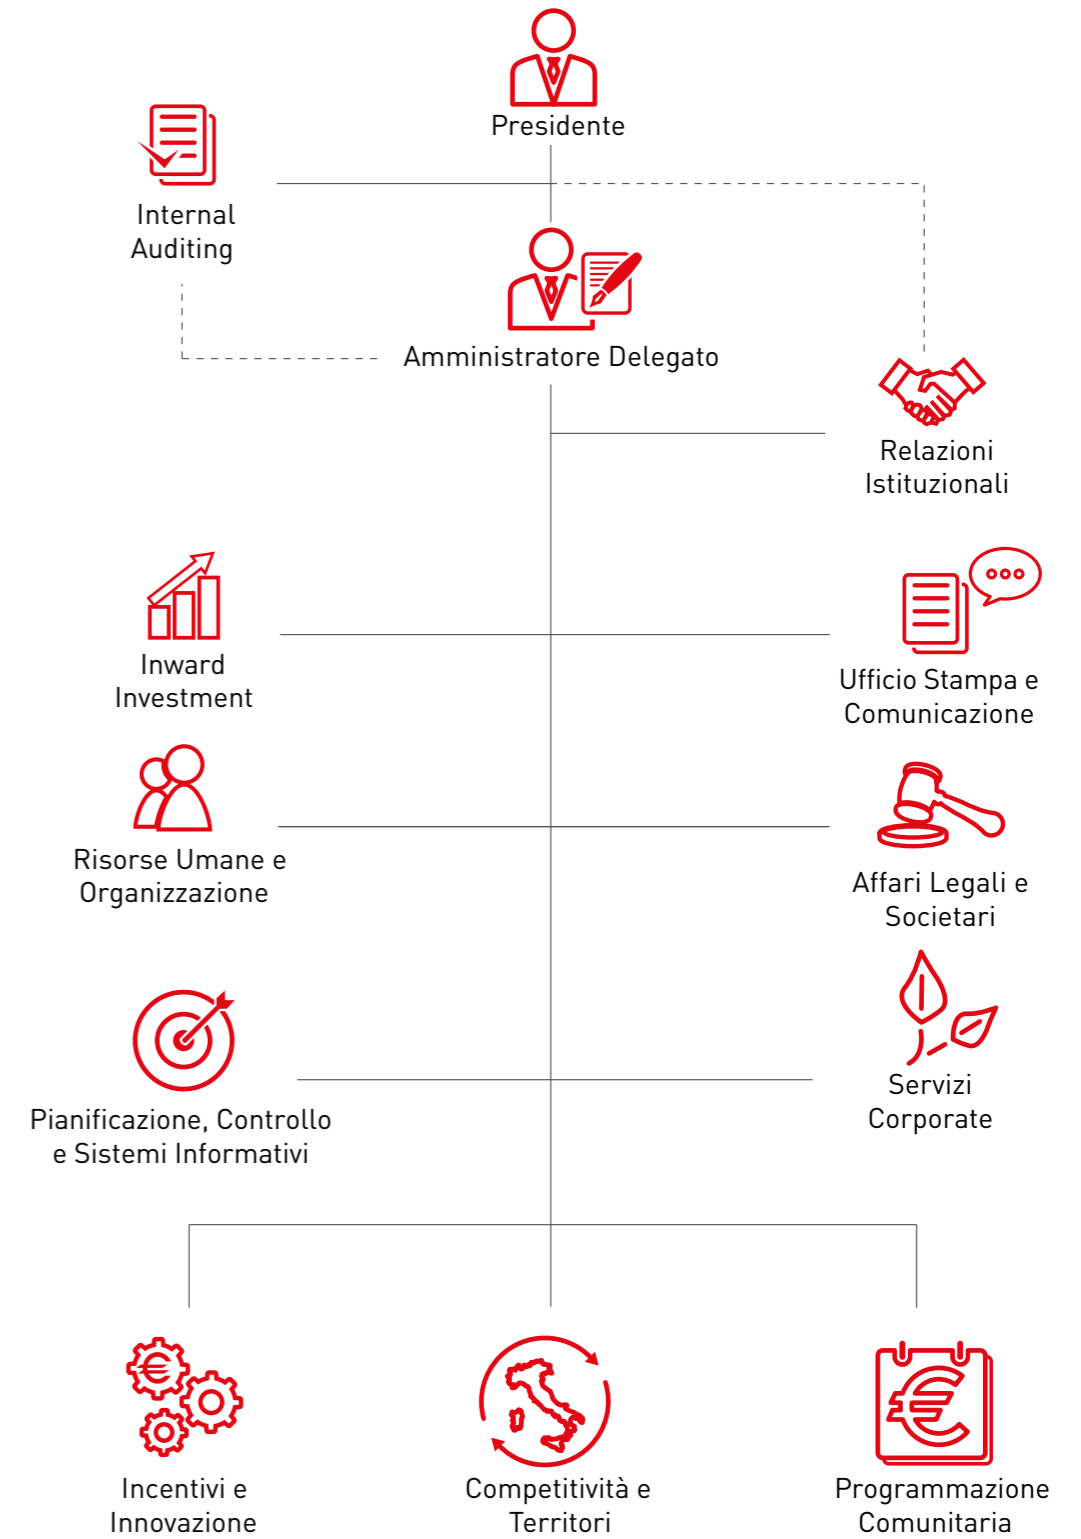 Presidente
Internal
Auditing
Amministratore Delegato
Relazioni
Istituzionali
Inward
Investment
Ufficio Stampa e
Comunicazione
Risorse Umane e
Organizzazione
Affari Legali e
Societari
Pianificazione, Controllo
e Sistemi Informativi
Servizi
Corporate
Incentivi e
Innovazione
Competitività e
Territori
Programmazione
Comunitaria